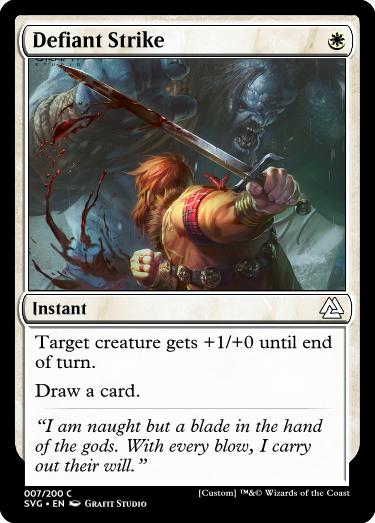 Defiant Strike
Instant
Target creature gets +1/+0 until end
of turn.
Draw a card.
“I am naught but a blade in the hand
of the gods. With every blow, I carry
out their will.”
007/200 C
[Custom] ™&© Wizards of the Coast
SVG • EN Grafit Studio